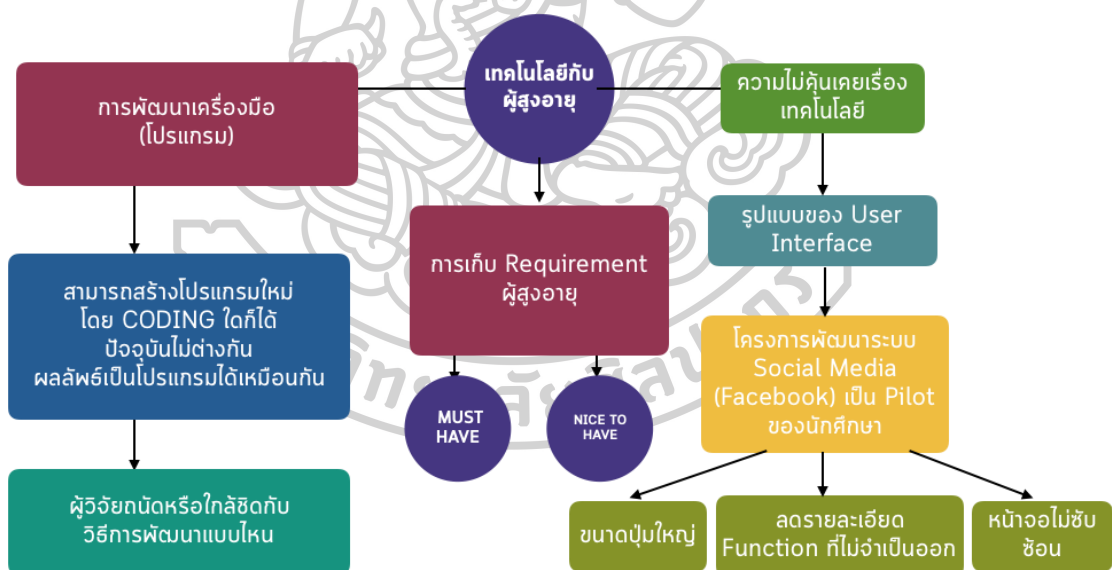 เทคโนโลยีกับ
ผู้สูงอายุ
การพัฒนาเครื่องมือ
(โปรแกรม)
ความไม่คุ้นเคยเรื่อง
เทคโนโลยี
สามารถสร้างโปรแกรมใหม่
โดย CODING ใดก็ได้
ปัจจุบันไม่ต่างกัน
ผลลัพธ์เป็นโปรแกรมได้เหมือนกัน
ผู้วิจัยถนัดหรือใกล้ชิดกับ
วิธีการพัฒนาแบบไหน
การเก็บ Requirement
ผู้สูงอายุ
MUST
HAVE
NICE TO
HAVE
รูปแบบของ User
Interface
โครงการพัฒนาระบบ
Social Media
(Facebook) เป็น Pilot
ของนักศึกษา
ขนาดปุ่มใหญ่
ลดรายละเอียด
Function ที่ไม่จำเป็นออก
หน้าจอไม่ซับ
ซ้อน